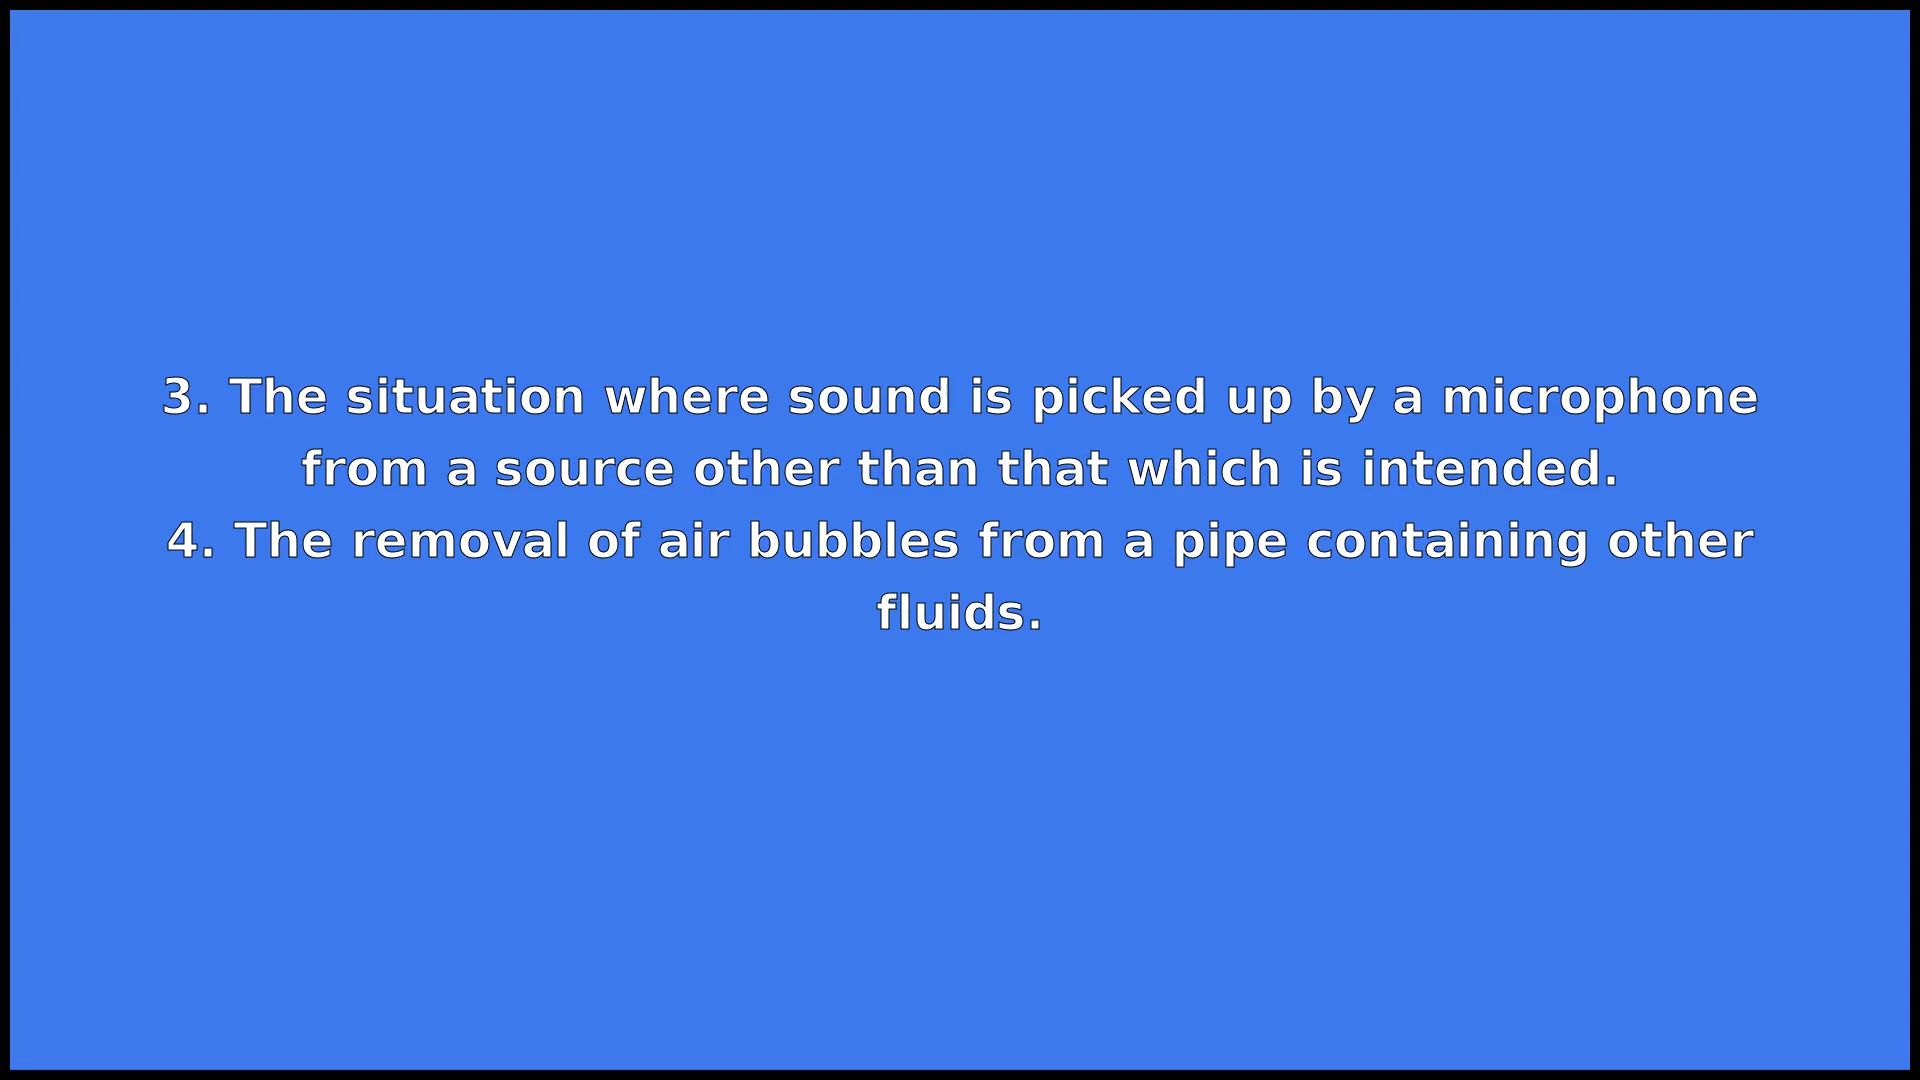 3. The situation where sound is picked up by a microphone
from a source other than that which is intended.
4. The removal of air bubbles from a pipe containing other
fluids.